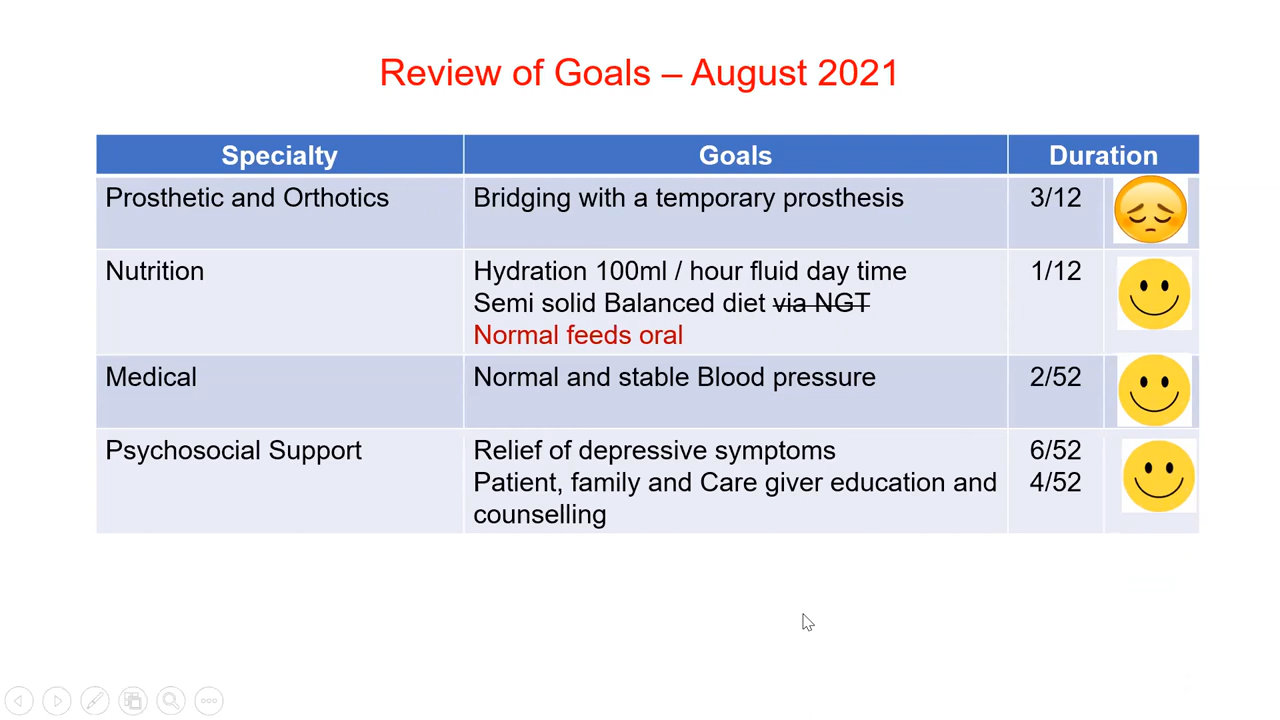 Review of Goals – August 2021
Specialty Goals Duration
Prosthetic and Orthotics Bridging with a temporary prosthesis 3/12
Nutrition Hydration 100ml / hour fluid day time 1/12
Semi solid Balanced diet via NGT
Normal feeds oral
Medical Normal and stable Blood pressure 2/52
Psychosocial Support Relief of depressive symptoms 6/52
Patient, family and Care giver education and 4/52
counselling